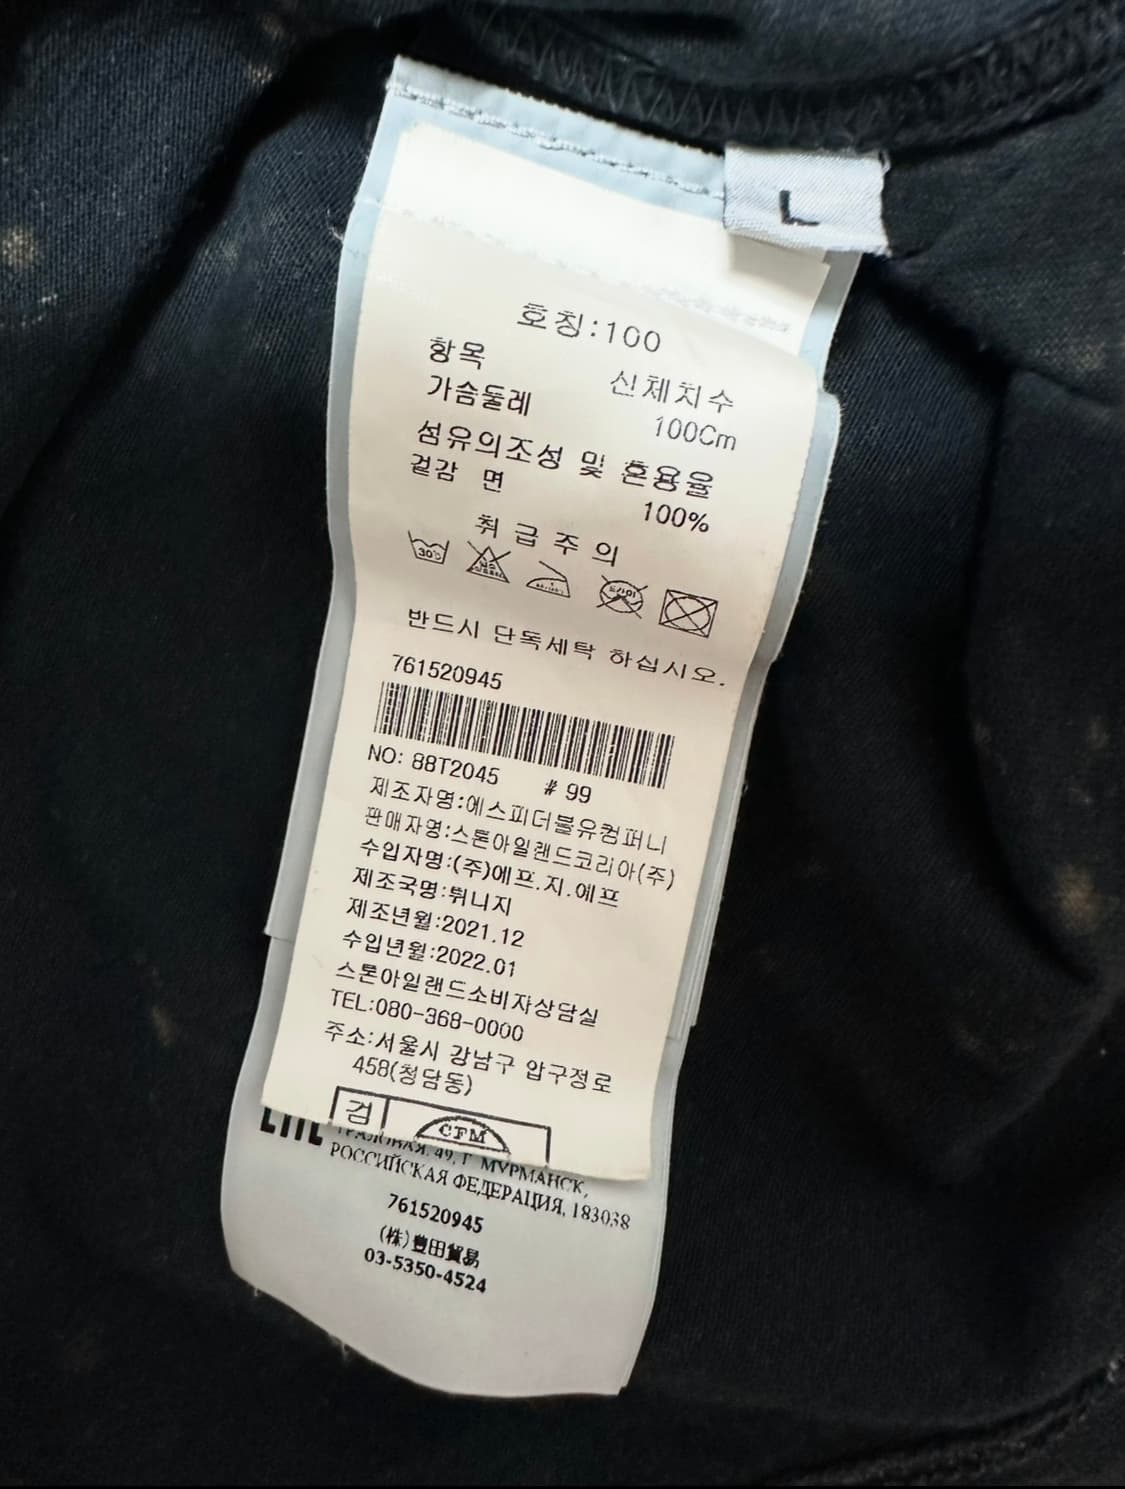 L
호칭:100
항목 신체치수
가슴둘레 100Cm
섬유의조성 및 혼용율
겉감 면 100%
취급주의
30℃
드라이
반드시 단독세탁 하십시오.
761520945
NO: 88T2045 # 99
제조자명:에스피더블유컴퍼니
판매자명:스톤아일랜드코리아(주)
수입자명:(주)에프.지.에프
제조국명:튀니지
제조년월:2021.12
수입년월:2022.01
스톤아일랜드소비자상담실
TEL:080-368-0000
주소:서울시 강남구 압구정로
458(청담동)
검 CFM
49, Г. МУРМАНСК,
РОССИЙСКАЯ ФЕДЕРАЦИЯ, 183038
761520945
(株)豊田貿易
03-5350-4524